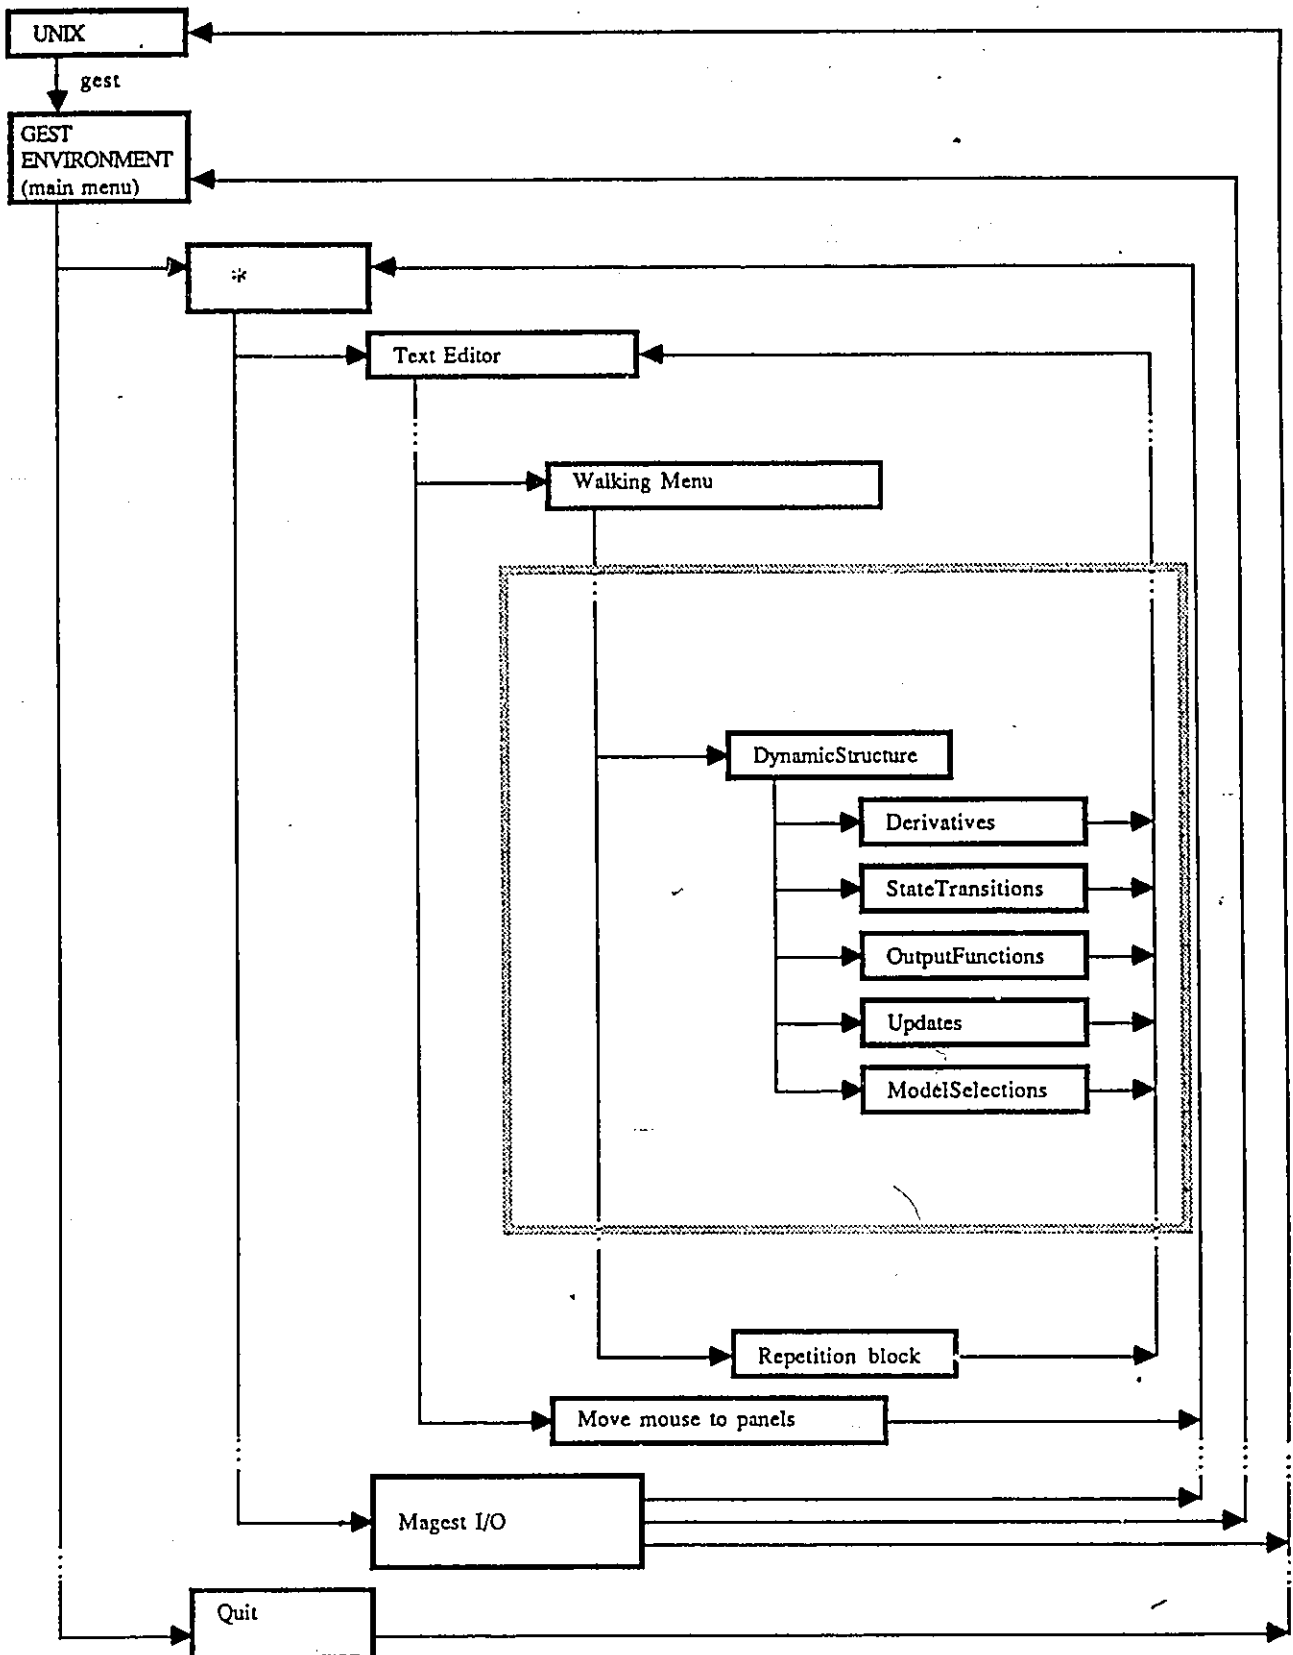 UNIX
gest
GEST
ENVIRONMENT
(main menu)
*
Text Editor
Walking Menu
DynamicStructure
Derivatives
StateTransitions
OutputFunctions
Updates
ModelSelections
Repetition block
Move mouse to panels
Magest I/O
Quit